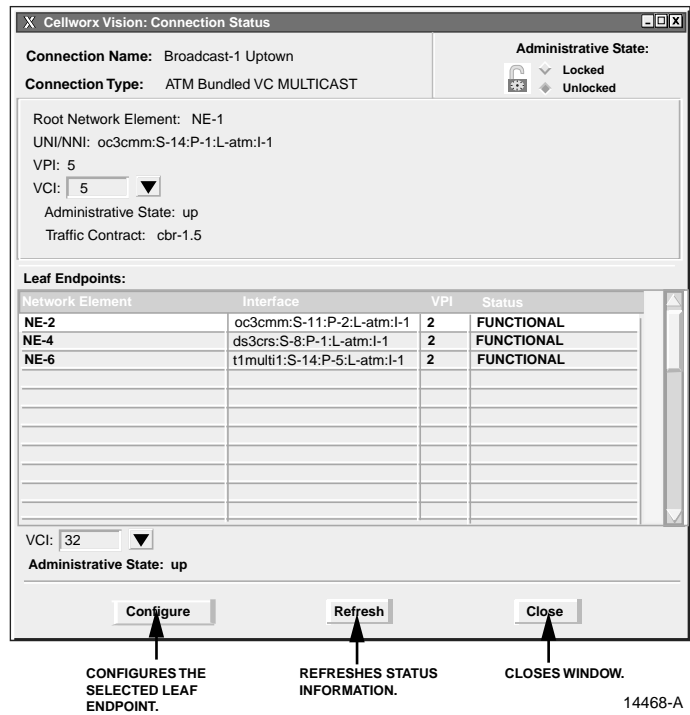 X Cellworx Vision: Connection Status
Connection Name: Broadcast-1 Uptown
Connection Type: ATM Bundled VC MULTICAST
Administrative State:
Locked
Unlocked
Root Network Element: NE-1
UNI/NNI: oc3cmm:S-14:P-1:L-atm:I-1
VPI: 5
VCI: 5
Administrative State: up
Traffic Contract: cbr-1.5
Leaf Endpoints:
Network Element Interface VPI Status
NE-2 oc3cmm:S-11:P-2:L-atm:I-1 2 FUNCTIONAL
NE-4 ds3crs:S-8:P-1:L-atm:I-1 2 FUNCTIONAL
NE-6 t1multi1:S-14:P-5:L-atm:I-1 2 FUNCTIONAL
VCI: 32
Administrative State: up
Configure Refresh Close
CONFIGURES THE
SELECTED LEAF
ENDPOINT.
REFRESHES STATUS
INFORMATION.
CLOSES WINDOW.
14468-A